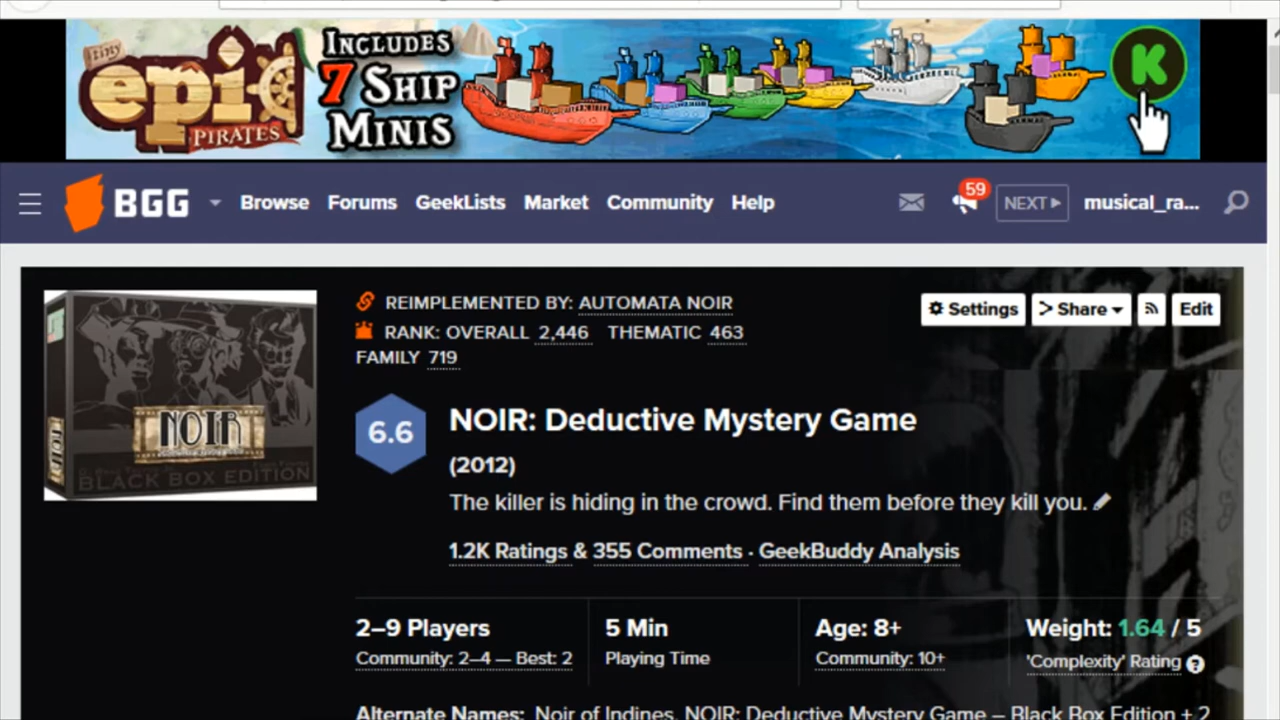 tiny
epic
PIRATES
INCLUDES
7 SHIP
MINIS
K
BGG
Browse Forums GeekLists Market Community Help
59
NEXT
musical_ra...
REIMPLEMENTED BY: AUTOMATA NOIR
RANK: OVERALL 2,446 THEMATIC 463
FAMILY 719
Settings Share Edit
NOIR
BLACK BOX EDITION
NOIR
6.6
NOIR: Deductive Mystery Game
(2012)
The killer is hiding in the crowd. Find them before they kill you.
1.2K Ratings & 355 Comments · GeekBuddy Analysis
2–9 Players
Community: 2–4 — Best: 2
5 Min
Playing Time
Age: 8+
Community: 10+
Weight: 1.64 / 5
'Complexity' Rating ?
Alternate Names: Noir of Indines, NOIR: Deductive Mystery Game – Black Box Edition + 2